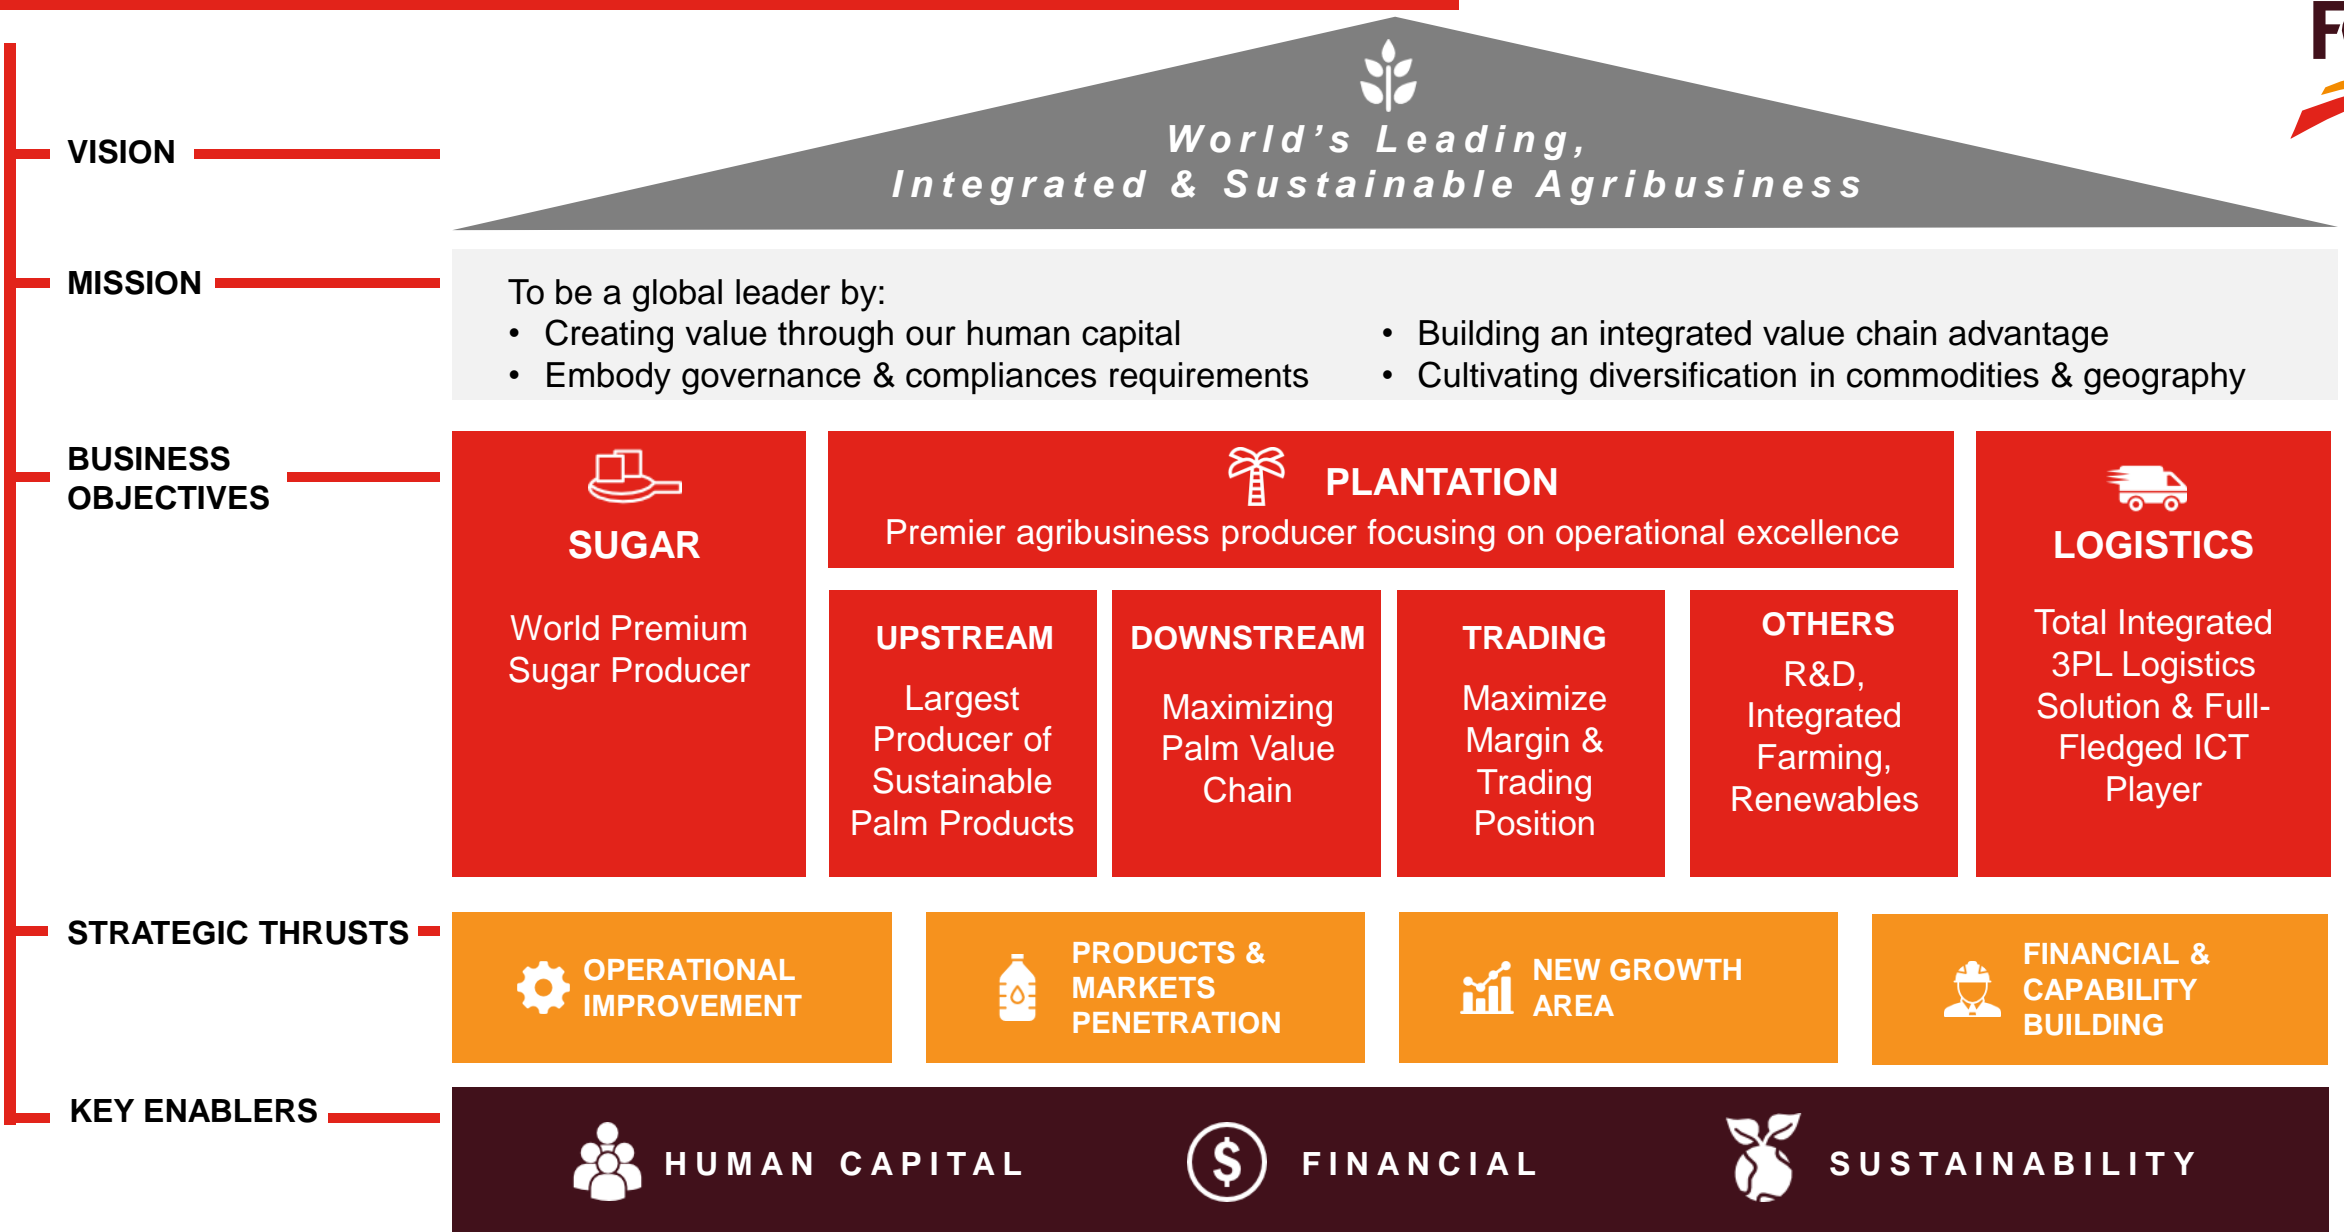 VISION
World’s Leading,
Integrated & Sustainable Agribusiness
MISSION
To be a global leader by:
• Creating value through our human capital
• Embody governance & compliances requirements
• Building an integrated value chain advantage
• Cultivating diversification in commodities & geography
BUSINESS
OBJECTIVES
SUGAR
World Premium
Sugar Producer
PLANTATION
Premier agribusiness producer focusing on operational excellence
UPSTREAM
Largest
Producer of
Sustainable
Palm Products
DOWNSTREAM
Maximizing
Palm Value
Chain
TRADING
Maximize
Margin &
Trading
Position
OTHERS
R&D,
Integrated
Farming,
Renewables
LOGISTICS
Total Integrated
3PL Logistics
Solution & Full-
Fledged ICT
Player
STRATEGIC THRUSTS
OPERATIONAL
IMPROVEMENT
PRODUCTS &
MARKETS
PENETRATION
NEW GROWTH
AREA
FINANCIAL &
CAPABILITY
BUILDING
KEY ENABLERS
HUMAN CAPITAL
$
FINANCIAL
SUSTAINABILITY